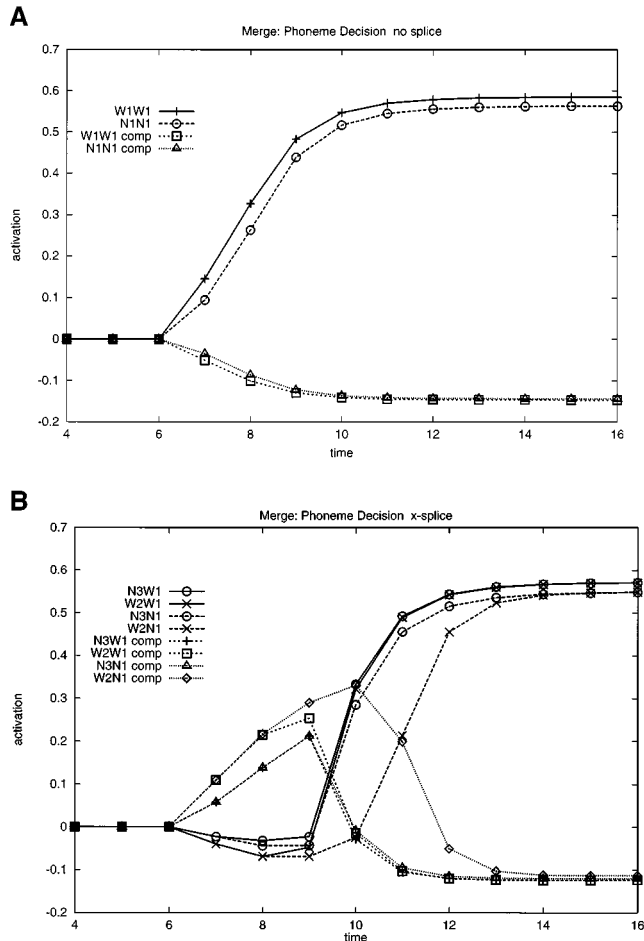 A
Merge: Phoneme Decision no splice
0.7
0.6
0.5
0.4
0.3
0.2
0.1
0
-0.1
-0.2
activation
W1W1
N1N1
W1W1 comp
N1N1 comp
4 6 8 10 12 14 16
time
B
Merge: Phoneme Decision x-splice
0.7
0.6
0.5
0.4
0.3
0.2
0.1
0
-0.1
-0.2
activation
N3W1
W2W1
N3N1
W2N1
N3W1 comp
W2W1 comp
N3N1 comp
W2N1 comp
4 6 8 10 12 14 16
time